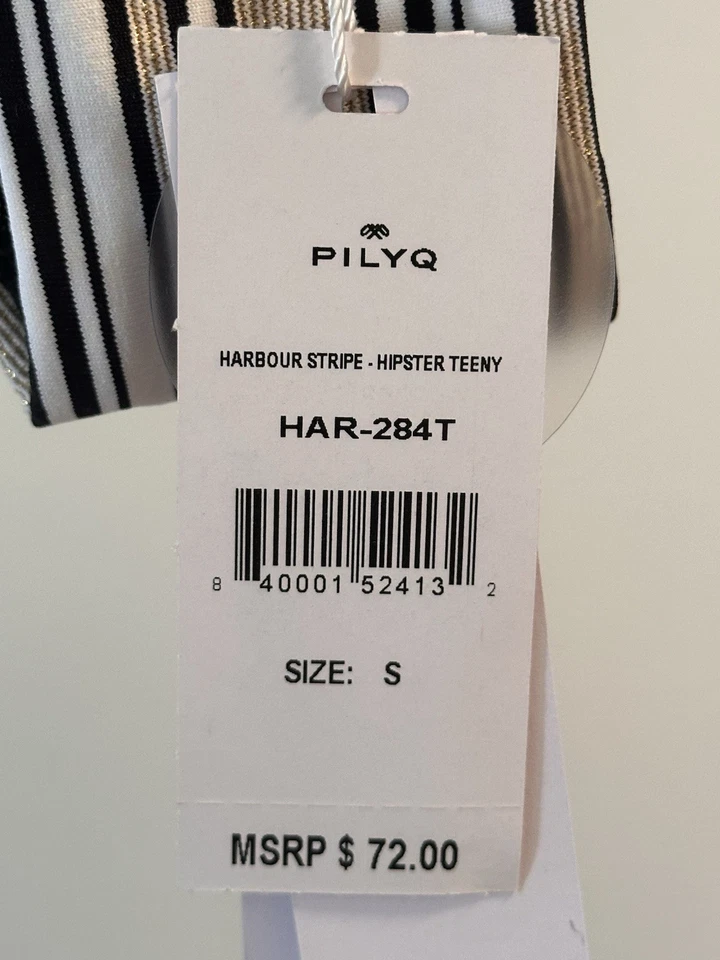 PILYQ
HARBOUR STRIPE - HIPSTER TEENY
HAR-284T
8 40001 52413 2
SIZE: S
MSRP $ 72.00